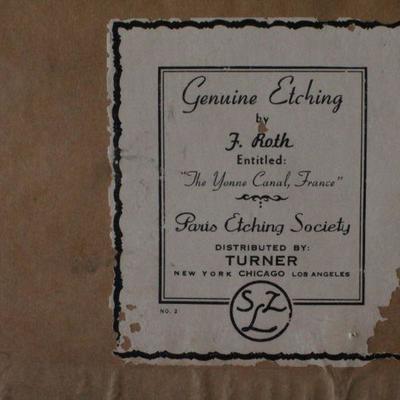 Genuine Etching
by
F. Roth
Entitled:
"The Yonne Canal, France"
Paris Etching Society
DISTRIBUTED BY:
TURNER
NEW YORK CHICAGO LOS ANGELES
NO. 2
SLZ